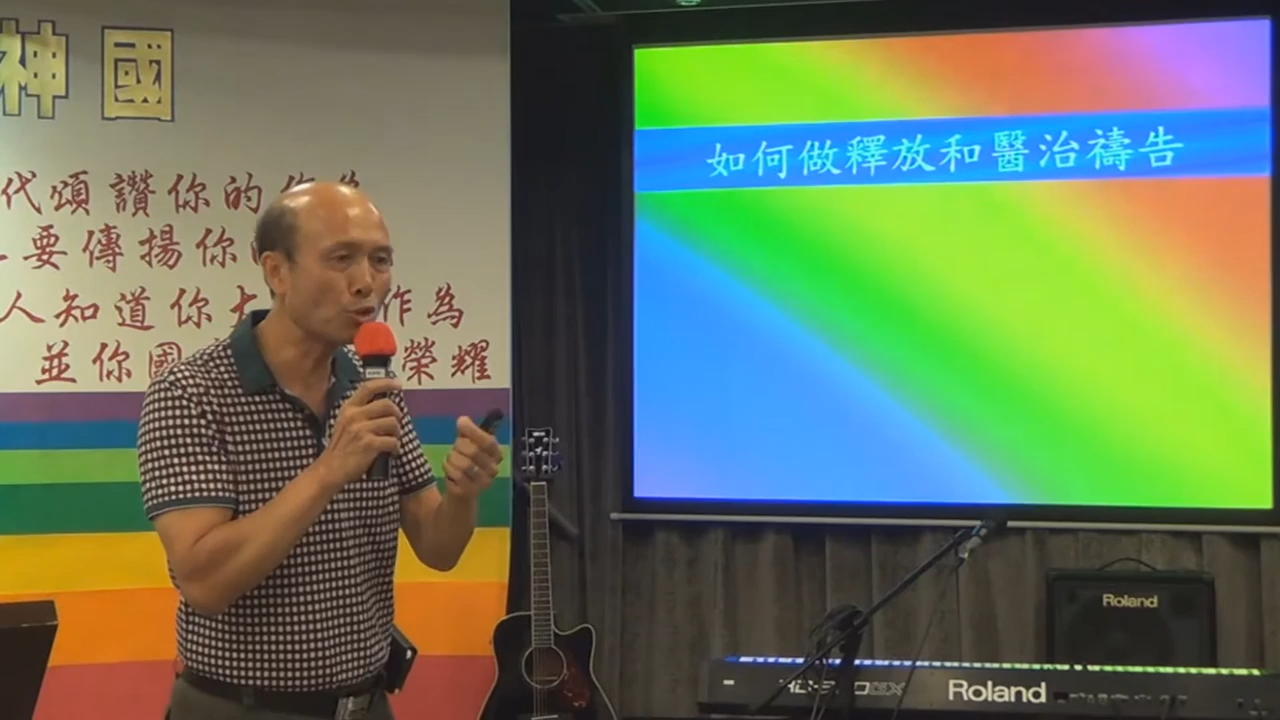 神國
代頌讚你的作為
要傳揚你
人知道你大 作為
並你國 榮耀
如何做釋放和醫治禱告
Roland
Roland